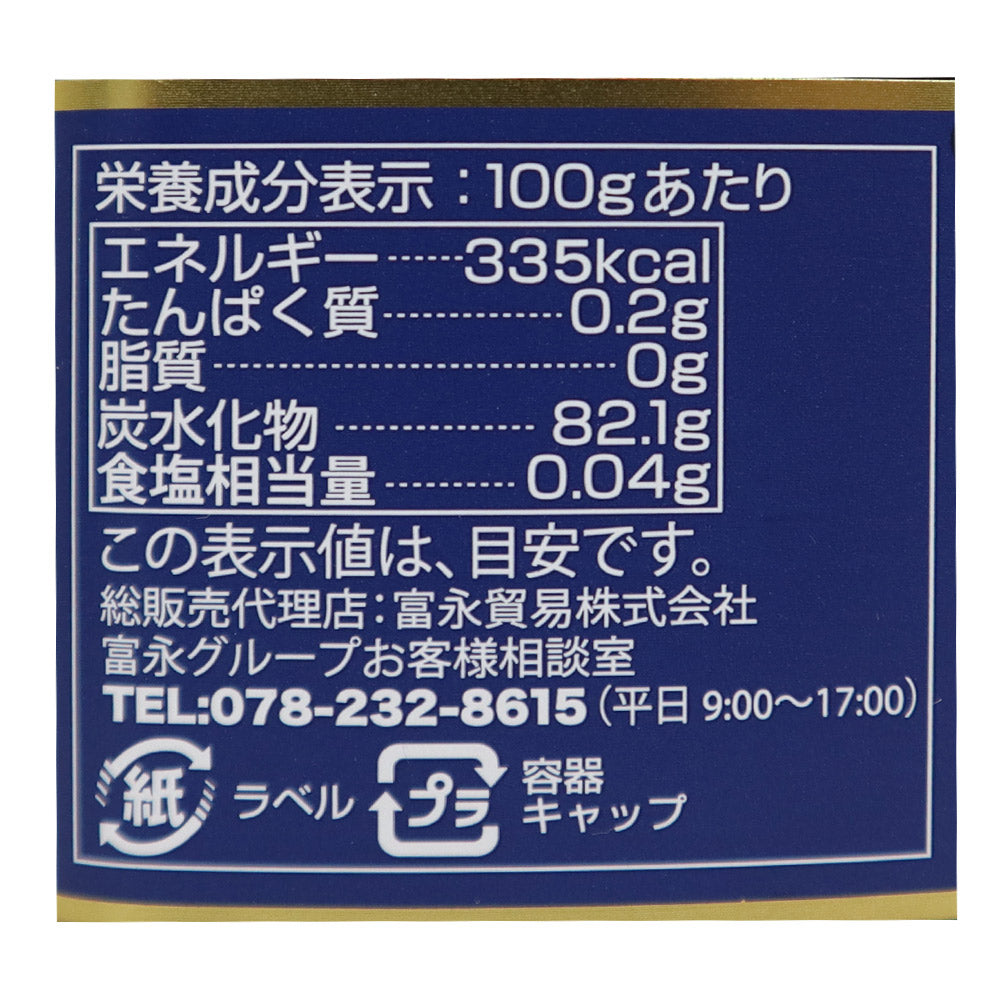 栄養成分表示：100gあたり
エネルギー……335kcal
たんぱく質…………0.2g
脂質……………………0g
炭水化物…………82.1g
食塩相当量………0.04g
この表示値は、目安です。
総販売代理店：富永貿易株式会社
富永グループお客様相談室
TEL:078-232-8615（平日 9:00〜17:00）
紙 ラベル
プラ 容器
キャップ